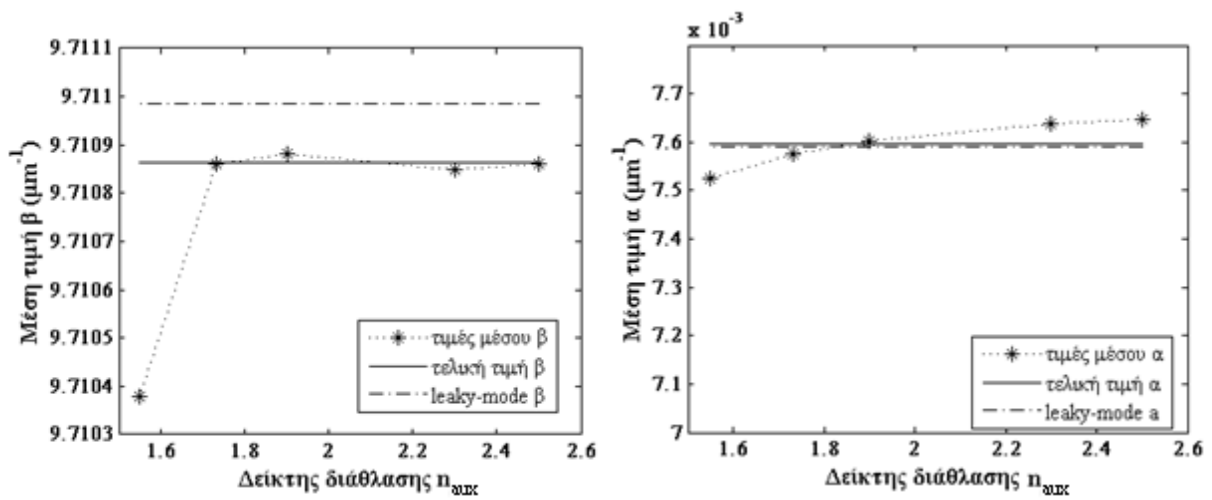 9.7111
9.711
9.7109
9.7108
9.7107
9.7106
9.7105
9.7104
9.7103
Μέση τιμή β (μm⁻¹)
τιμές μέσου β
τελική τιμή β
leaky-mode β
1.6 1.8 2 2.2 2.4 2.6
Δείκτης διάθλασης n_aux
x 10⁻³
7.7
7.6
7.5
7.4
7.3
7.2
7.1
7
Μέση τιμή α (μm⁻¹)
τιμές μέσου α
τελική τιμή α
leaky-mode a
1.6 1.8 2 2.2 2.4 2.6
Δείκτης διάθλασης n_aux